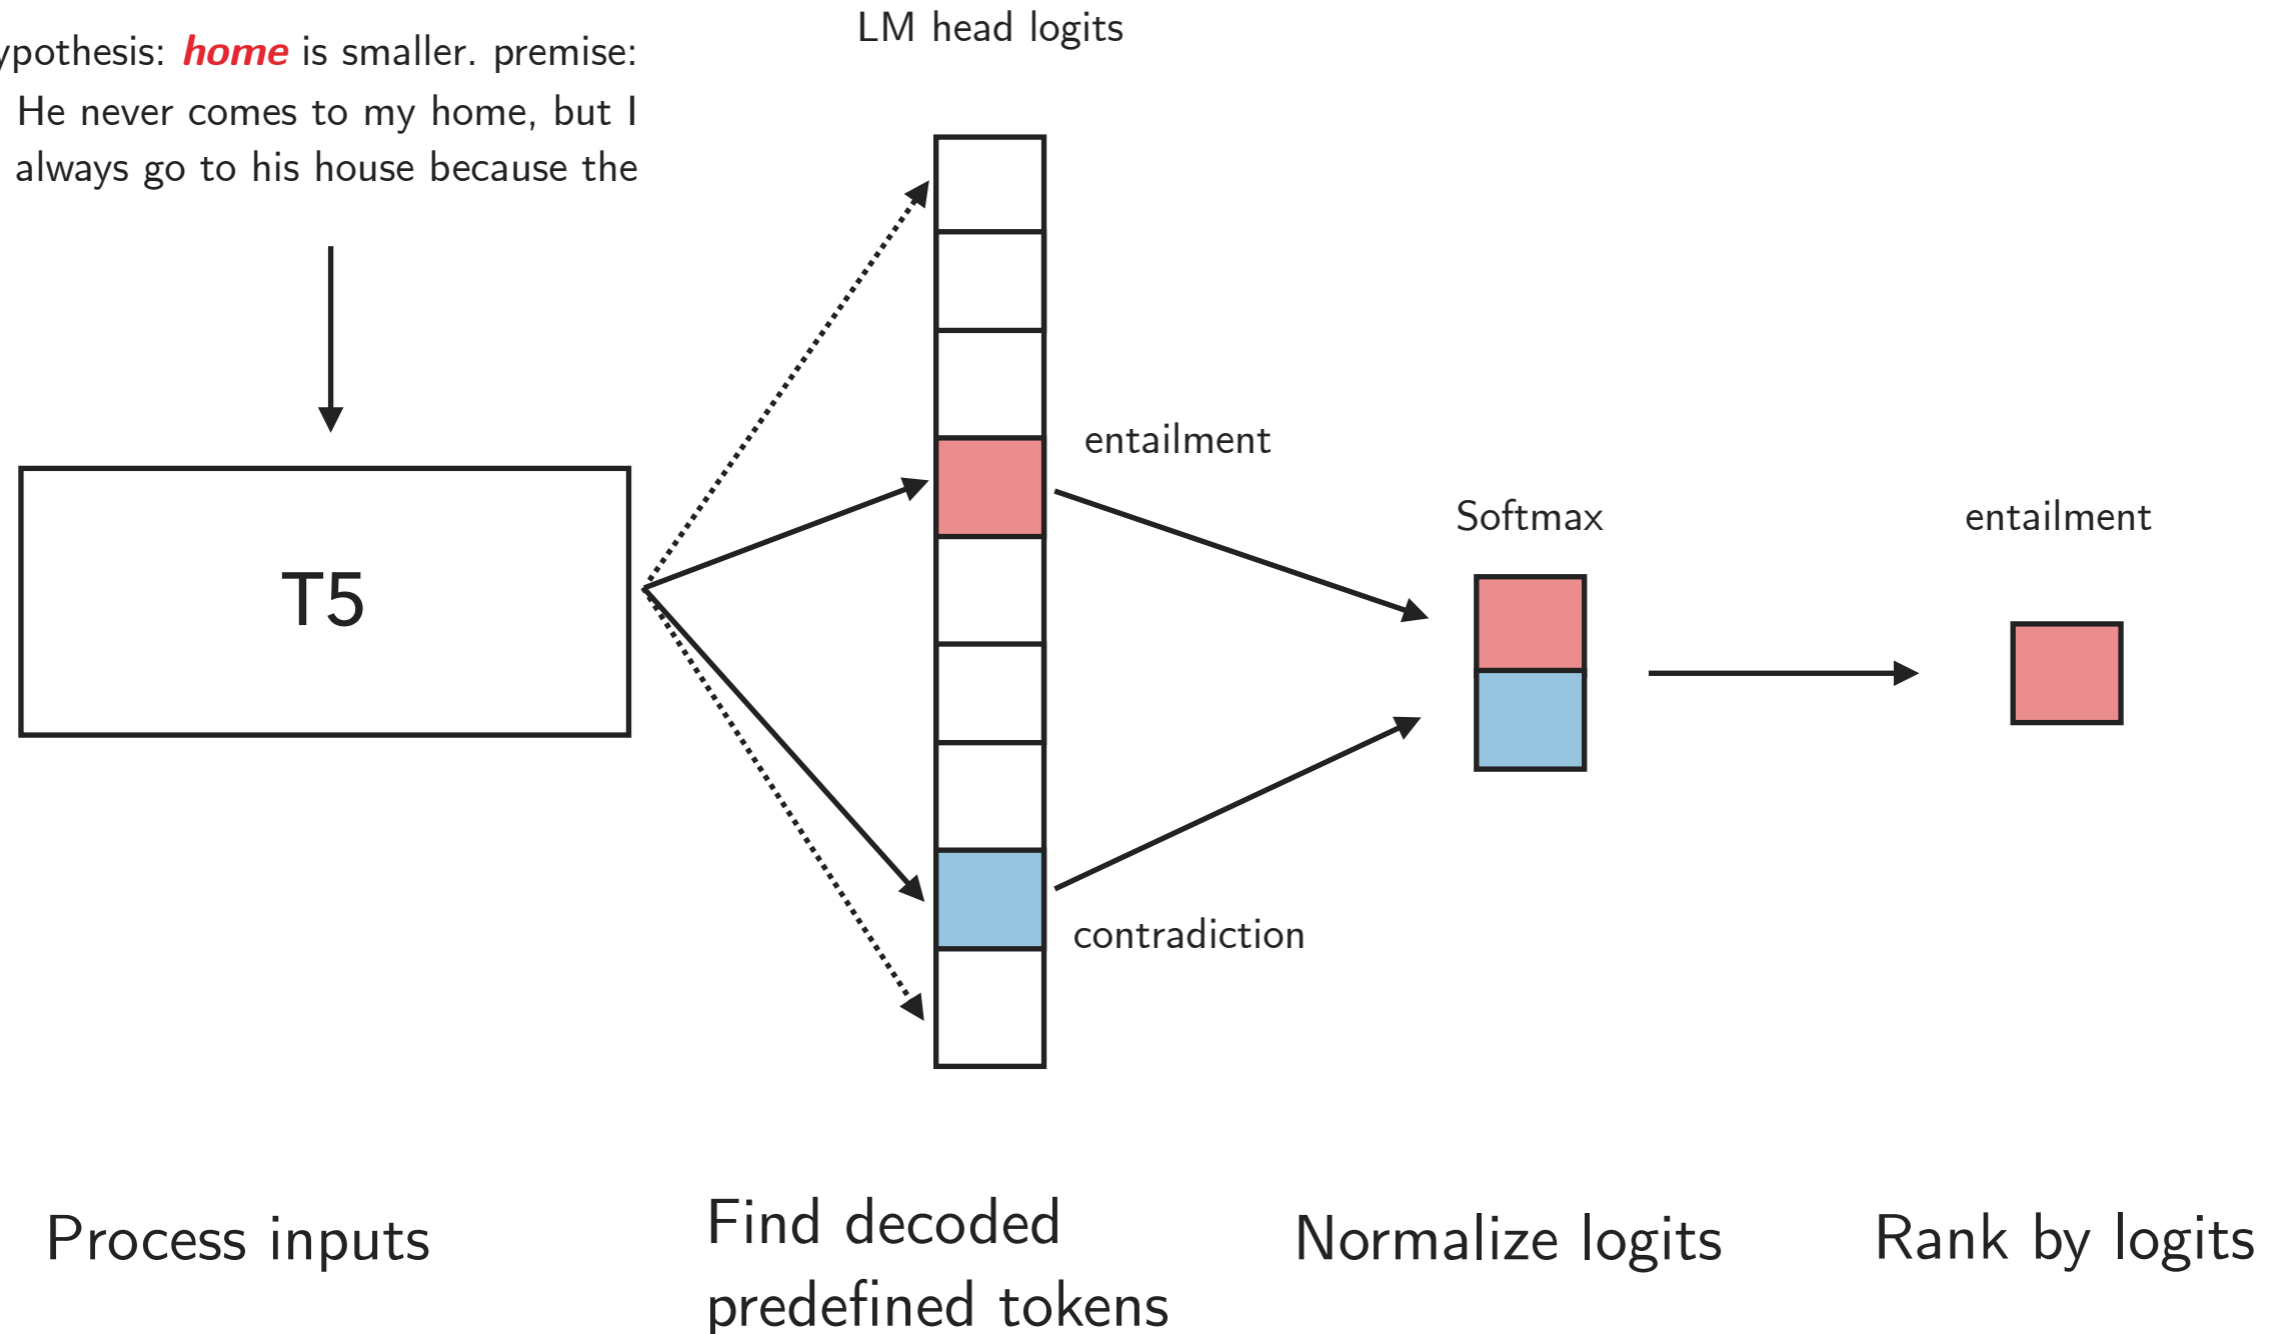 ypothesis: home is smaller. premise:
He never comes to my home, but I
always go to his house because the
LM head logits
T5
entailment
contradiction
Softmax
entailment
Process inputs
Find decoded
predefined tokens
Normalize logits
Rank by logits